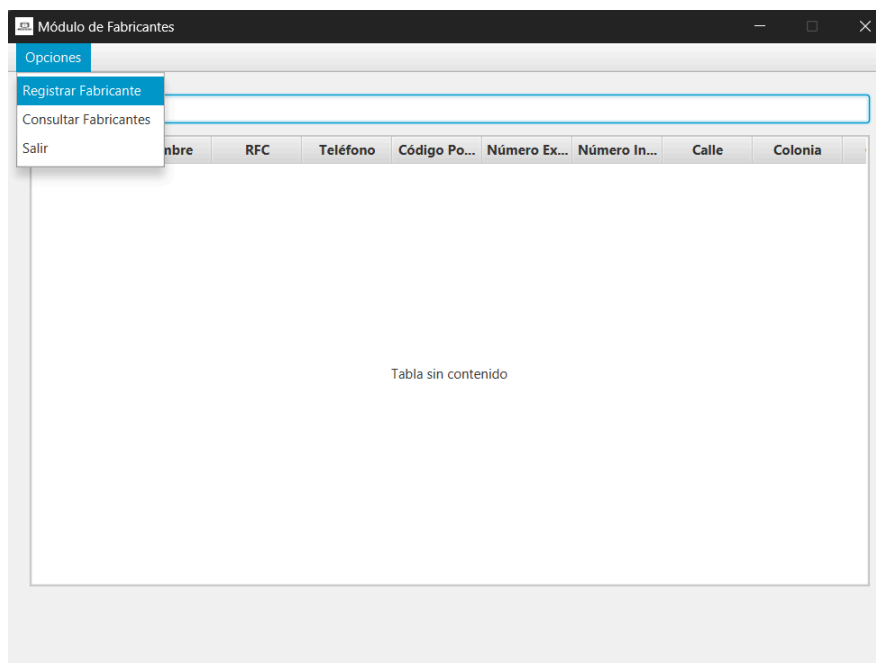 Módulo de Fabricantes
Opciones
Registrar Fabricante
Consultar Fabricantes
Salir
mbre RFC Teléfono Código Po... Número Ex... Número In... Calle Colonia
Tabla sin contenido